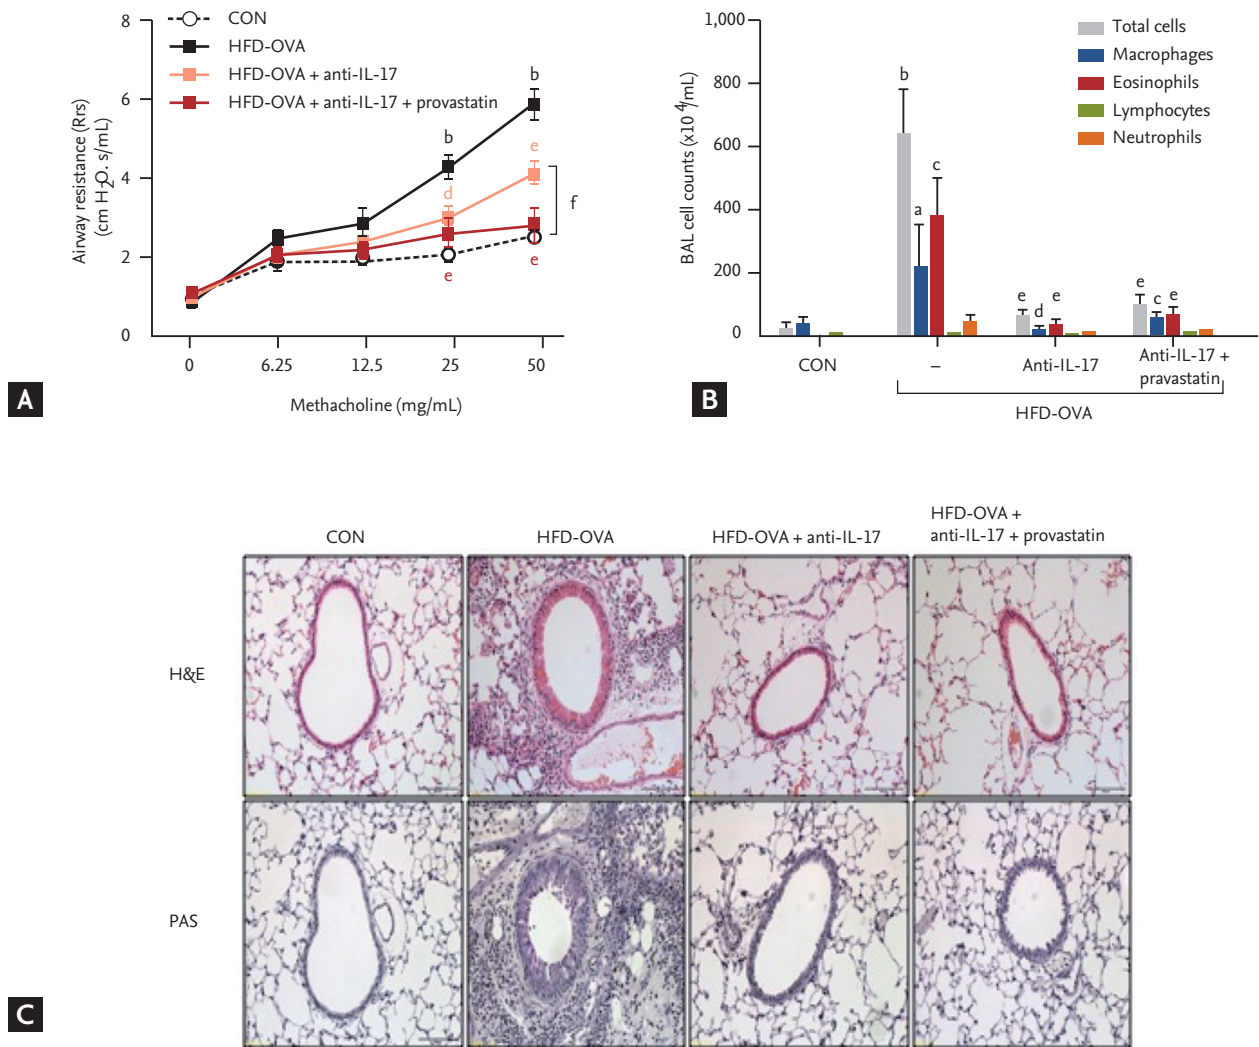 8
6
4
2
0
Airway resistance (Rrs)
(cm H2O. s/mL)
CON
HFD-OVA
HFD-OVA + anti-IL-17
HFD-OVA + anti-IL-17 + provastatin
b
b
d
e
e
e
f
0 6.25 12.5 25 50
Methacholine (mg/mL)
A
1,000
800
600
400
200
0
BAL cell counts (x10 4/mL)
Total cells
Macrophages
Eosinophils
Lymphocytes
Neutrophils
b
a
c
e d e
e c e
CON – Anti-IL-17 Anti-IL-17 +
pravastatin
HFD-OVA
B
CON HFD-OVA HFD-OVA + anti-IL-17 HFD-OVA +
anti-IL-17 + provastatin
H&E
PAS
C